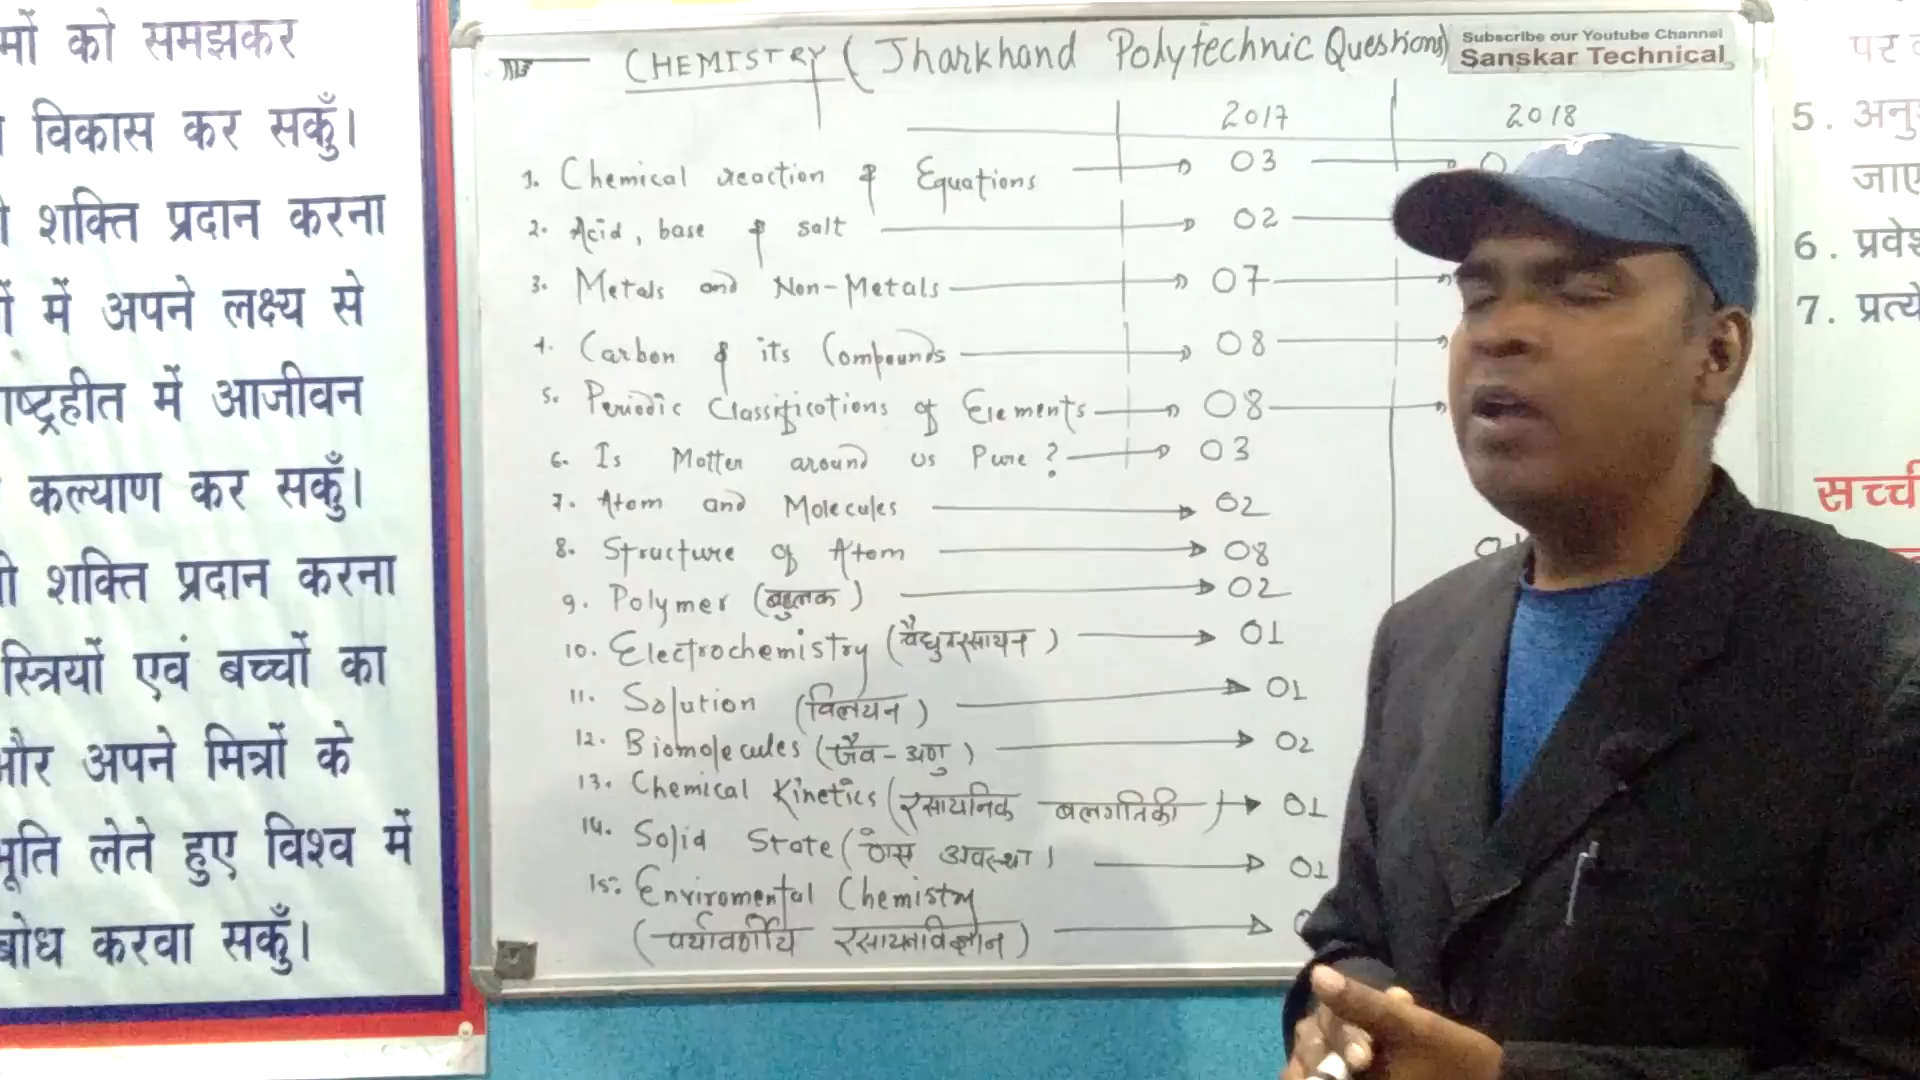 मों को समझकर
विकास कर सकुँ।
शक्ति प्रदान करना
में अपने लक्ष्य से
राष्ट्रहीत में आजीवन
कल्याण कर सकुँ।
शक्ति प्रदान करना
स्त्रियों एवं बच्चों का
और अपने मित्रों के
लेते हुए विश्व में
बोध करवा सकुँ।
CHEMISTRY ( Jharkhand Polytechnic Questions)
Subscribe our Youtube Channel
Sanskar Technical
2017 2018
1. Chemical reaction & Equations 03
2. Acid, base & salt 02
3. Metals and Non-Metals 07
4. Carbon & its Compounds 08
5. Periodic Classifications of Elements 08
6. Is Matter around us Pure? 03
7. Atom and Molecules 02
8. Structure of Atom 08
9. Polymer (बहुलक) 02
10. Electrochemistry (वैधुतरसायन) 01
11. Solution (विलयन) 01
12. Biomolecules (जैव-अणु) 02
13. Chemical Kinetics (रसायनिक बलगतिकी) 01
14. Solid State (ठोस अवस्था) 01
15. Enviromental Chemistry
रसायनविज्ञान)
पर
5. अनु
जाए
6. प्रवे
7. प्रत्ये
सच्ची